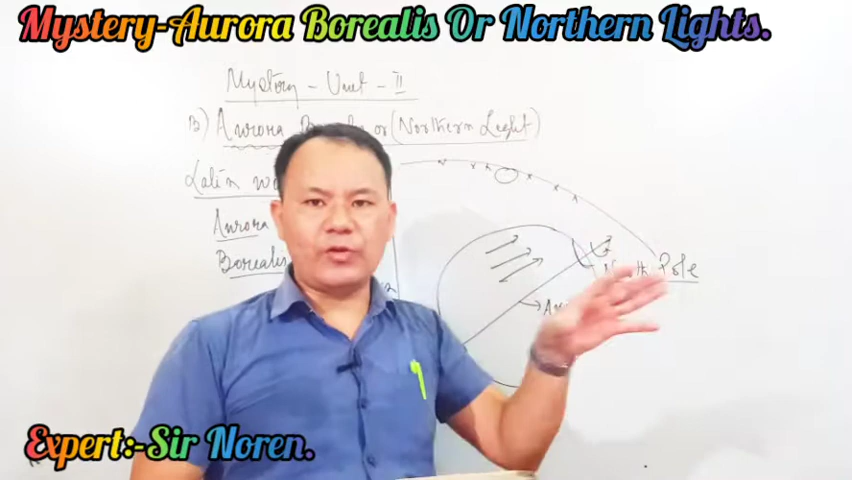 Mystery-Aurora Borealis Or Northern Lights.
Mystery - Unit - II
B) Aurora or (Northern Light)
Latin
Aurora
Borealis
North Pole
Expert:-Sir Noren.